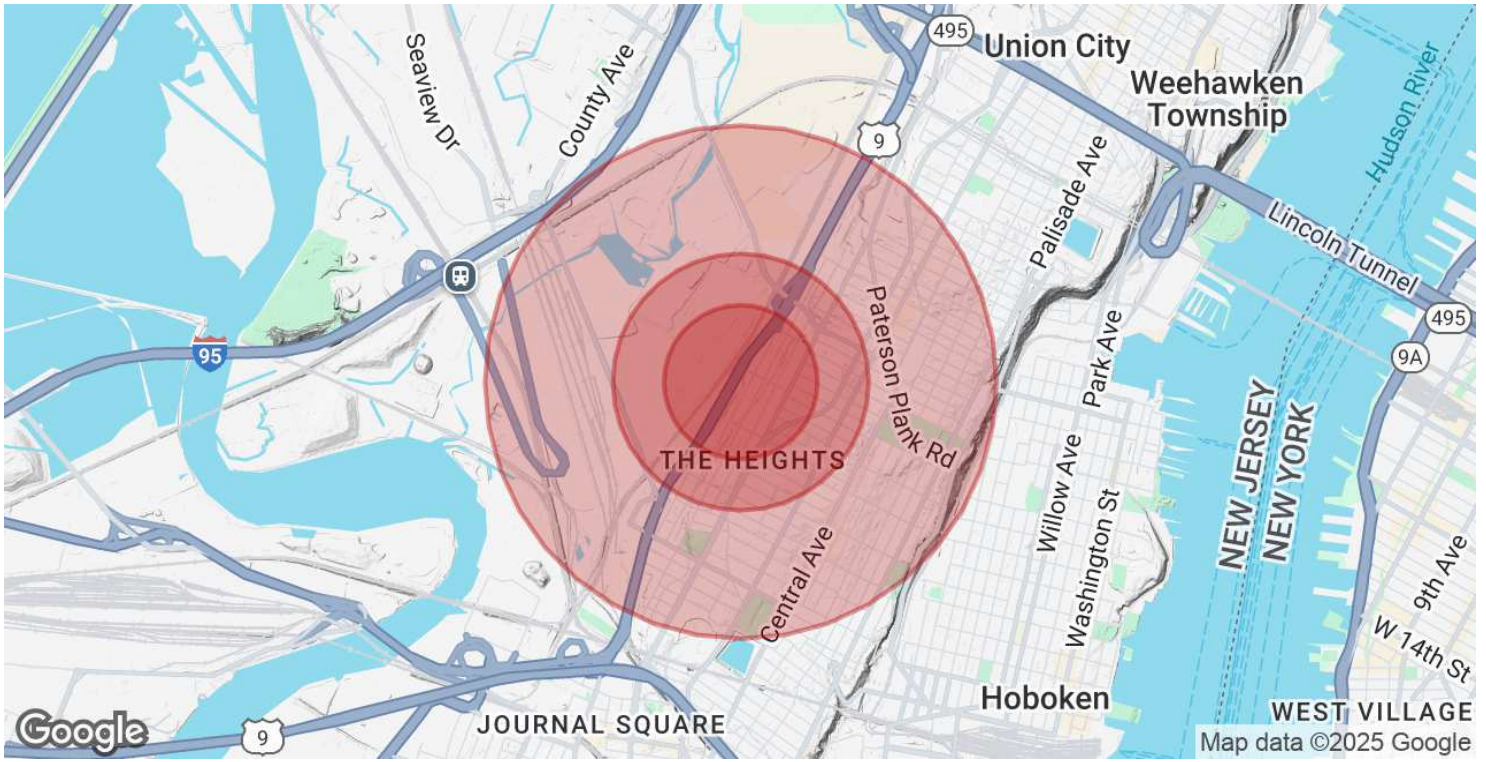 495
Union City
Weehawken
Township
Hudson River
Seaview Dr
County Ave
9
Palisade Ave
Lincoln Tunnel
495
9A
95
Paterson Plank Rd
Park Ave
NEW JERSEY
NEW YORK
THE HEIGHTS
Willow Ave
Washington St
Central Ave
9th Ave
W 14th St
Hoboken
WEST VILLAGE
JOURNAL SQUARE
9
Google
Map data ©2025 Google